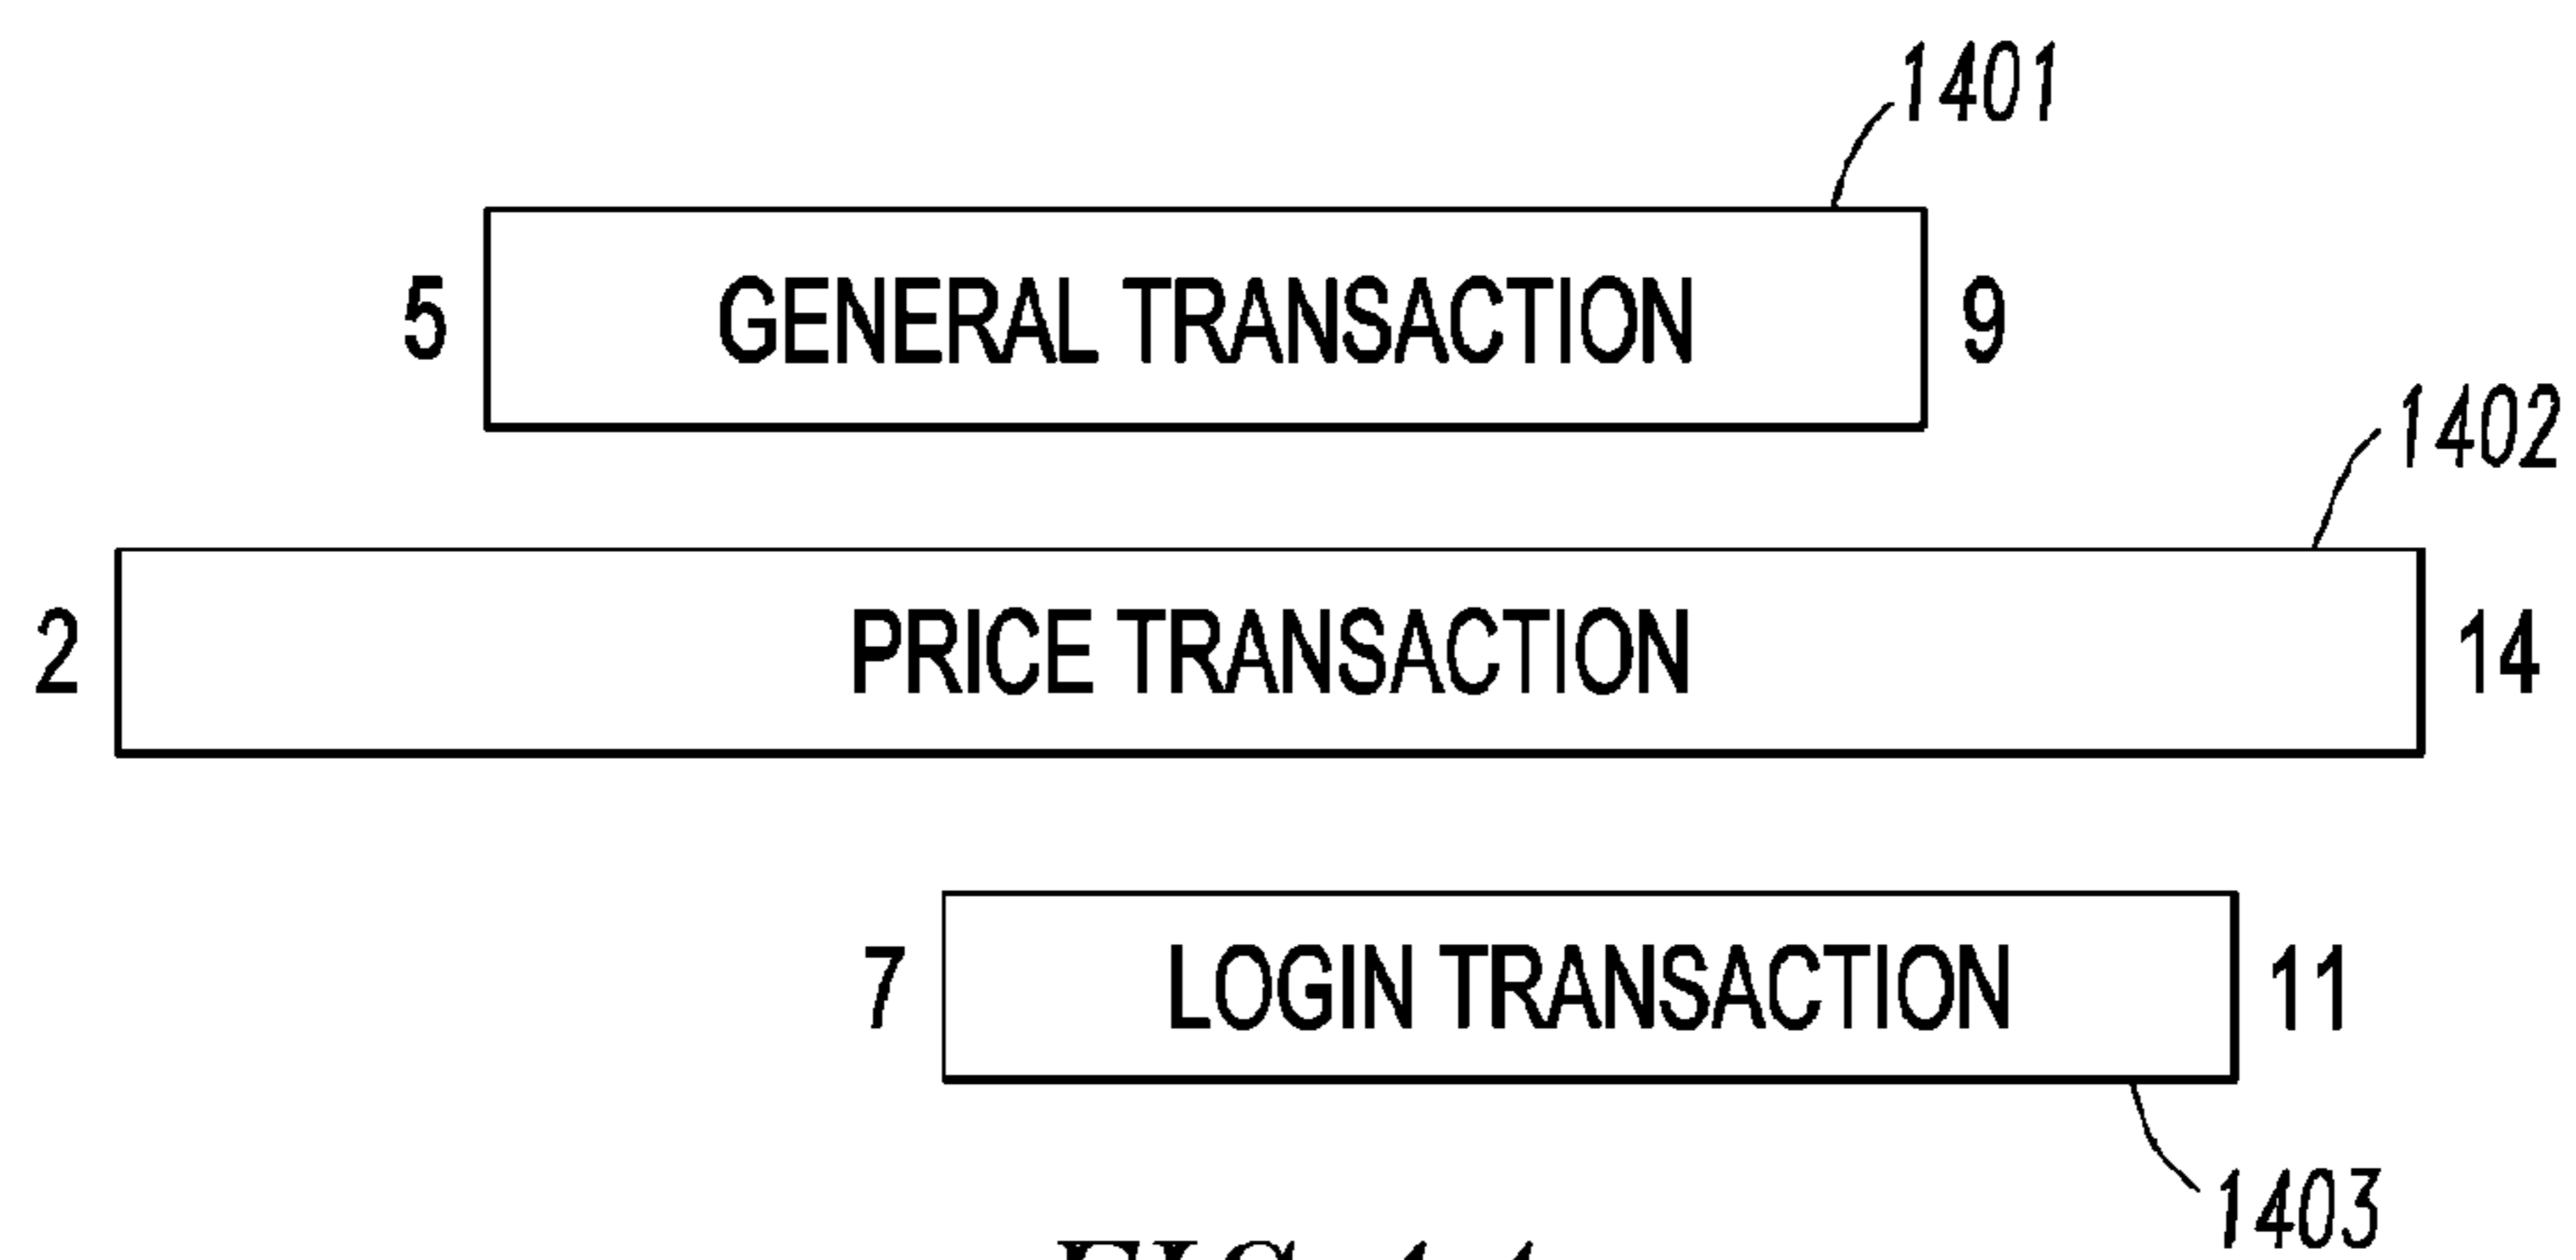 1401
5 GENERAL TRANSACTION 9
1402
2 PRICE TRANSACTION 14
7 LOGIN TRANSACTION 11
1403